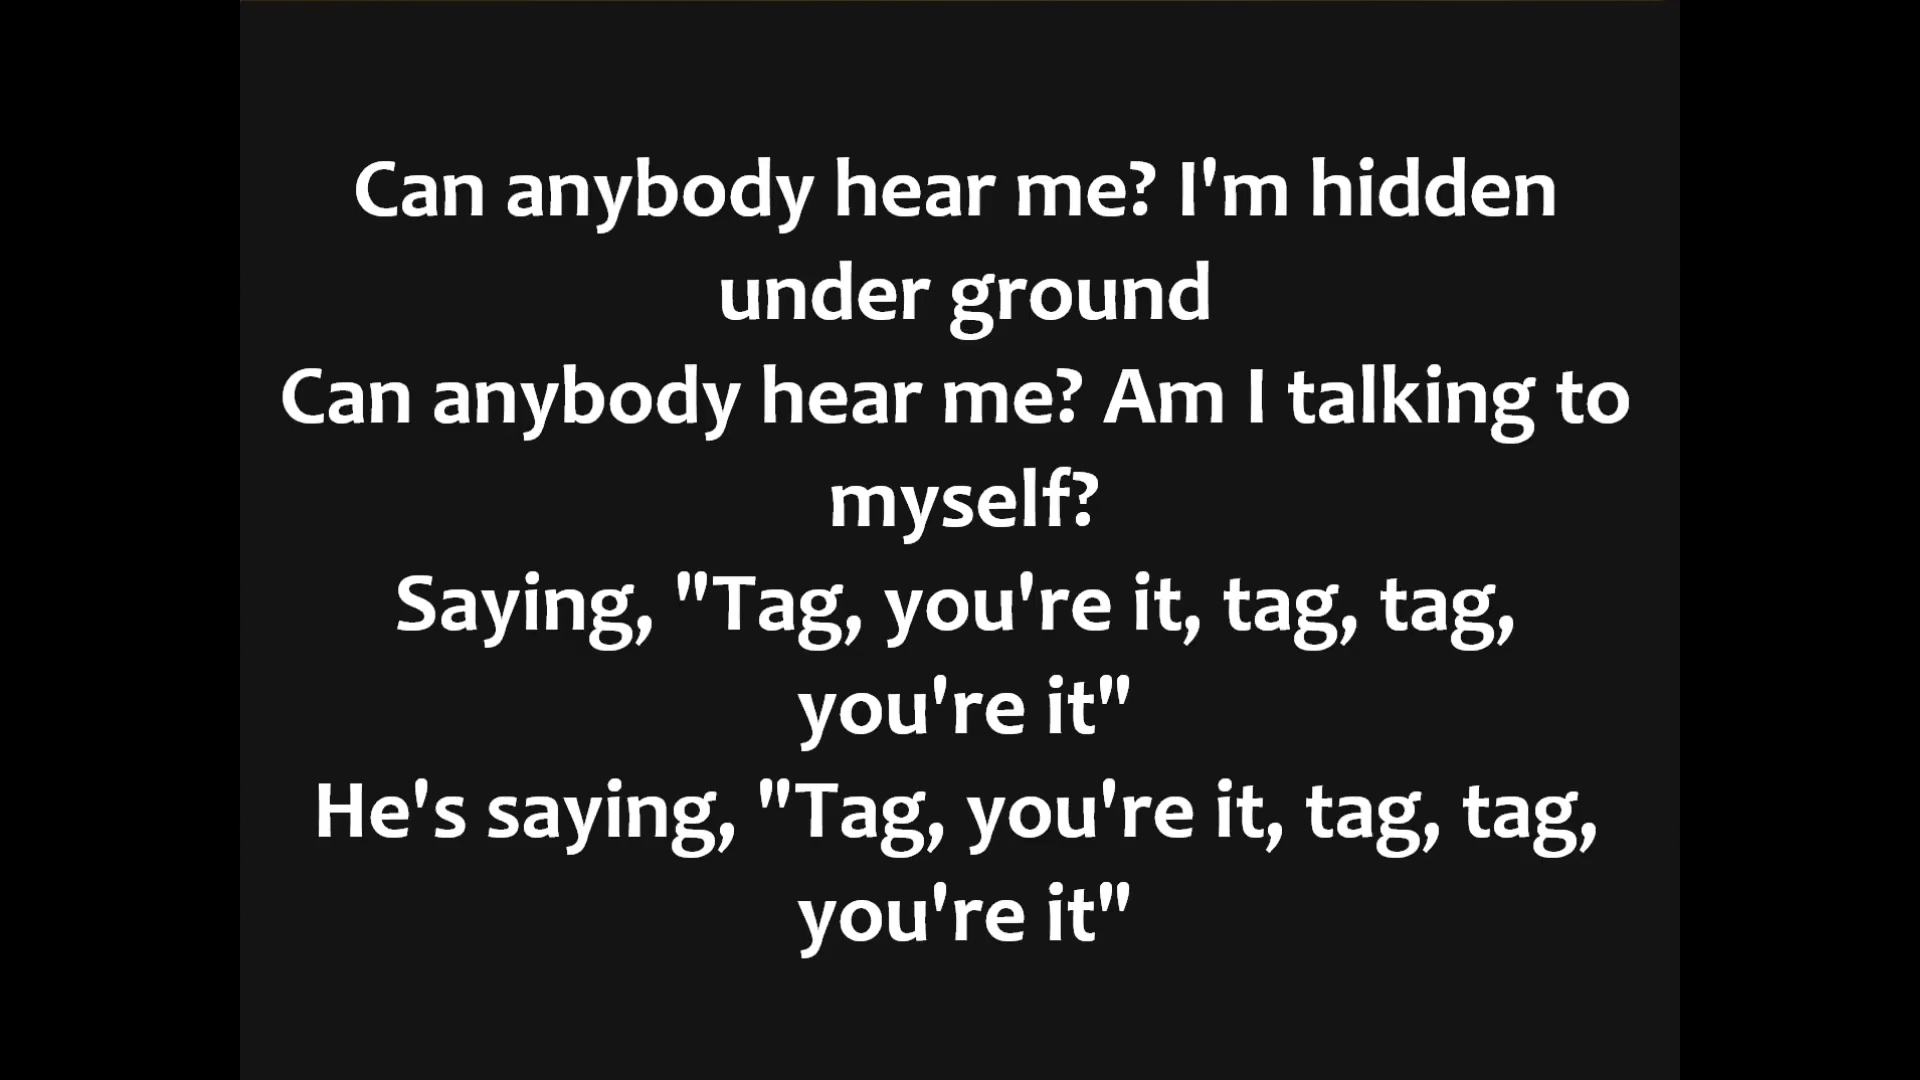 Can anybody hear me? I'm hidden
under ground
Can anybody hear me? Am I talking to
myself?
Saying, "Tag, you're it, tag, tag,
you're it"
He's saying, "Tag, you're it, tag, tag,
you're it"